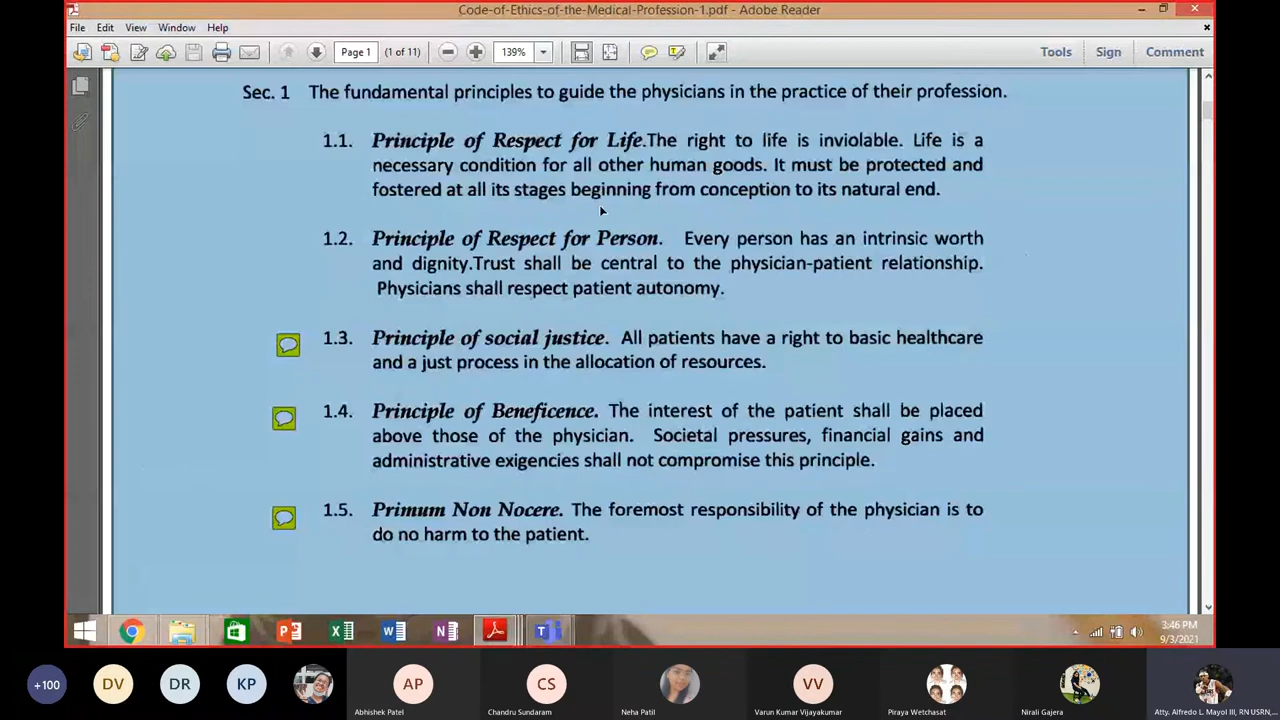 Code-of-Ethics-of-the-Medical-Profession-1.pdf - Adobe Reader
File Edit View Window Help
Page 1 (1 of 11) 139% Tools Sign Comment
Sec. 1 The fundamental principles to guide the physicians in the practice of their profession.
1.1. Principle of Respect for Life.The right to life is inviolable. Life is a
necessary condition for all other human goods. It must be protected and
fostered at all its stages beginning from conception to its natural end.
1.2. Principle of Respect for Person. Every person has an intrinsic worth
and dignity.Trust shall be central to the physician-patient relationship.
Physicians shall respect patient autonomy.
1.3. Principle of social justice. All patients have a right to basic healthcare
and a just process in the allocation of resources.
1.4. Principle of Beneficence. The interest of the patient shall be placed
above those of the physician. Societal pressures, financial gains and
administrative exigencies shall not compromise this principle.
1.5. Primum Non Nocere. The foremost responsibility of the physician is to
do no harm to the patient.
3:46 PM
9/3/2021
+100 DV DR KP AP CS VV
Abhishek Patel Chandru Sundaram Neha Patil Varun Kumar Vijayakumar Piraya Wetchasat Nirali Gajera Atty. Alfredo L. Mayol III, RN USRN,...